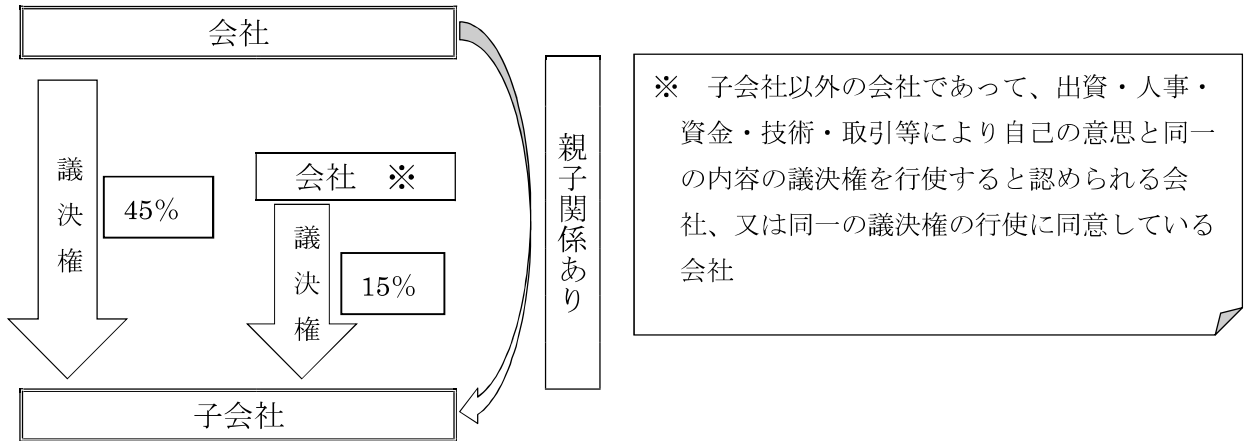 会社
議決権
45%
会社　※
議決権
15%
子会社
親子関係あり
※　子会社以外の会社であって、出資・人事・
資金・技術・取引等により自己の意思と同一
の内容の議決権を行使すると認められる会
社、又は同一の議決権の行使に同意している
会社